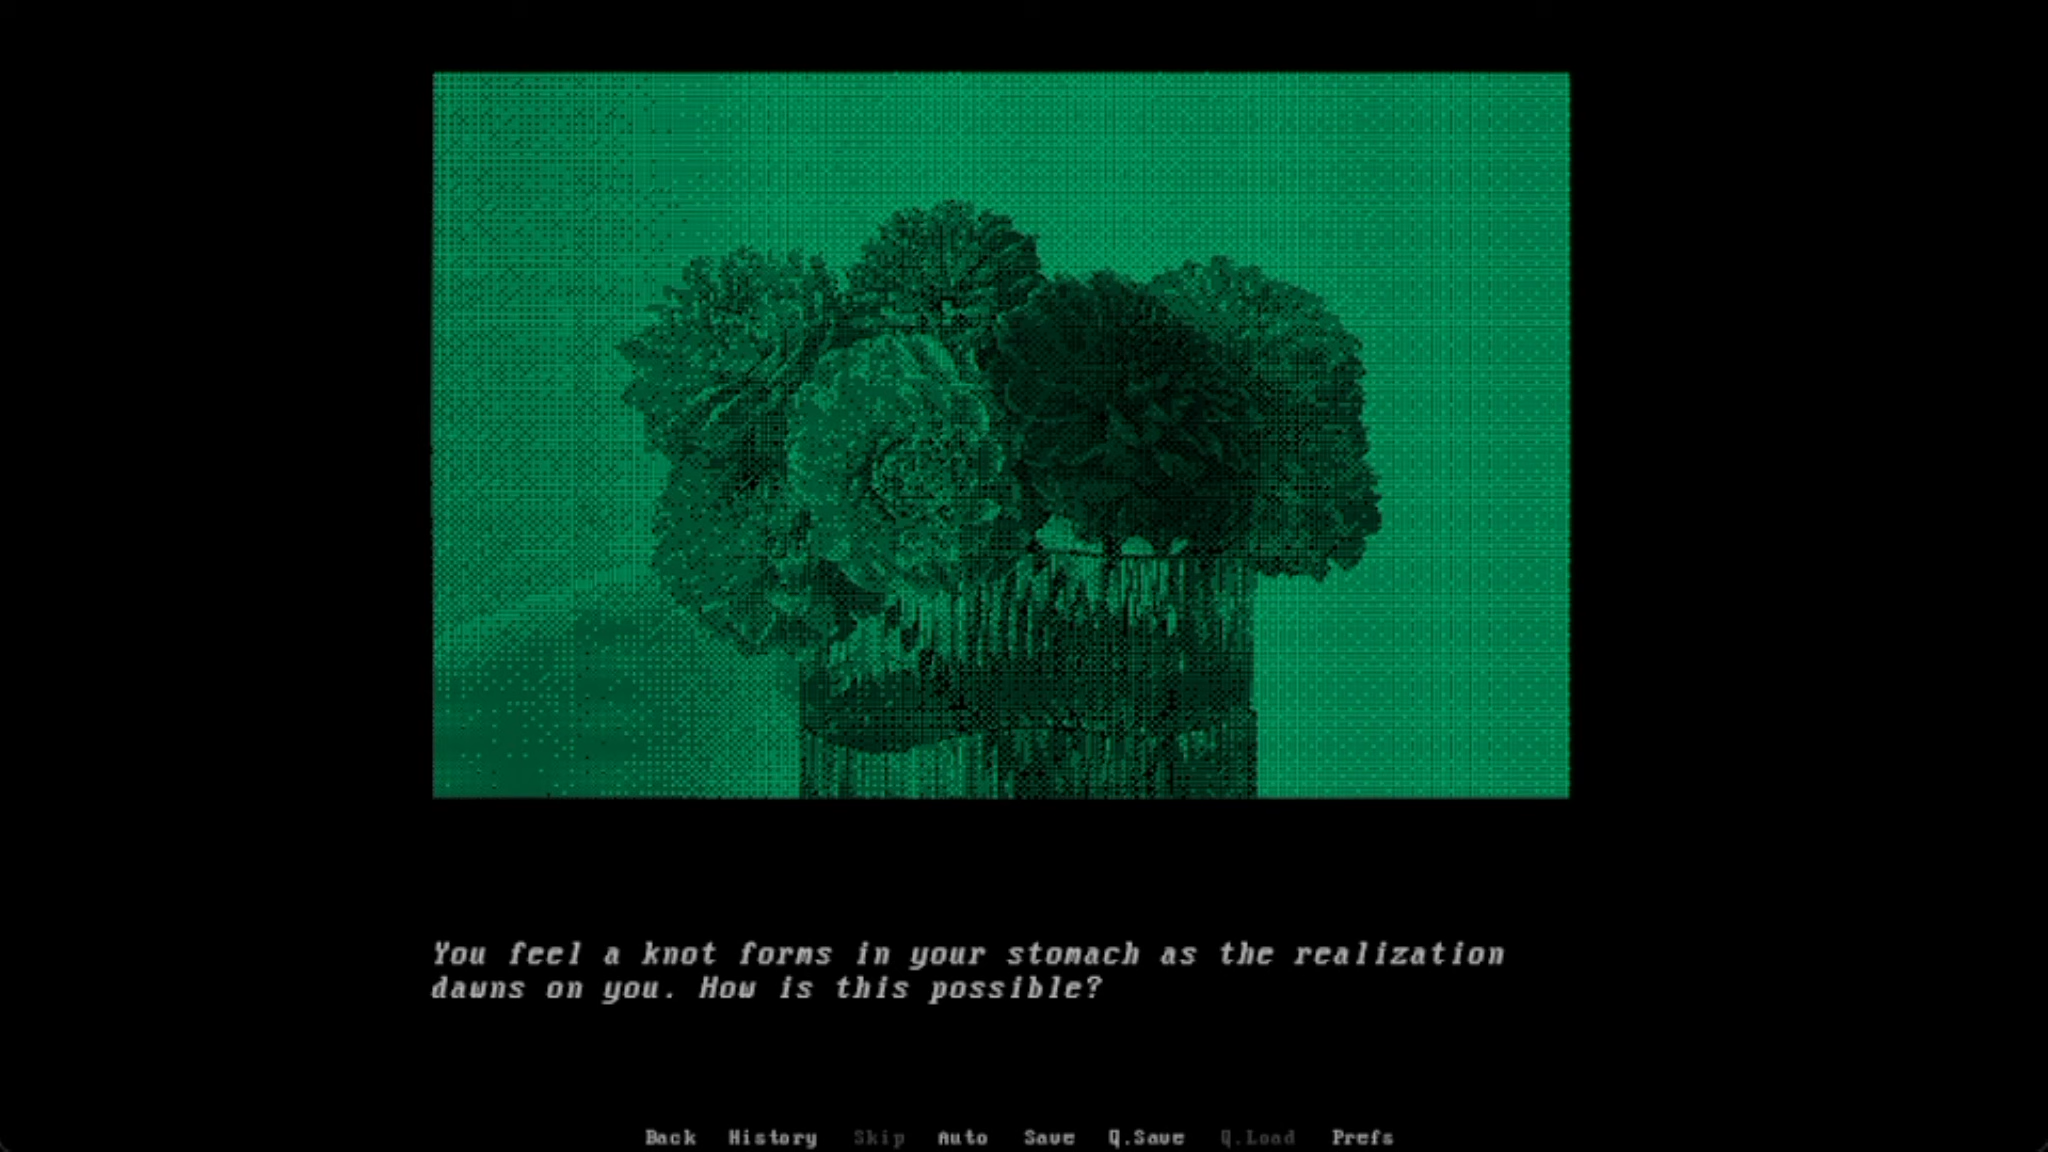 You feel a knot forms in your stomach as the realization
dawns on you. How is this possible?
Back History Skip Auto Save Q.Save Q.Load Prefs